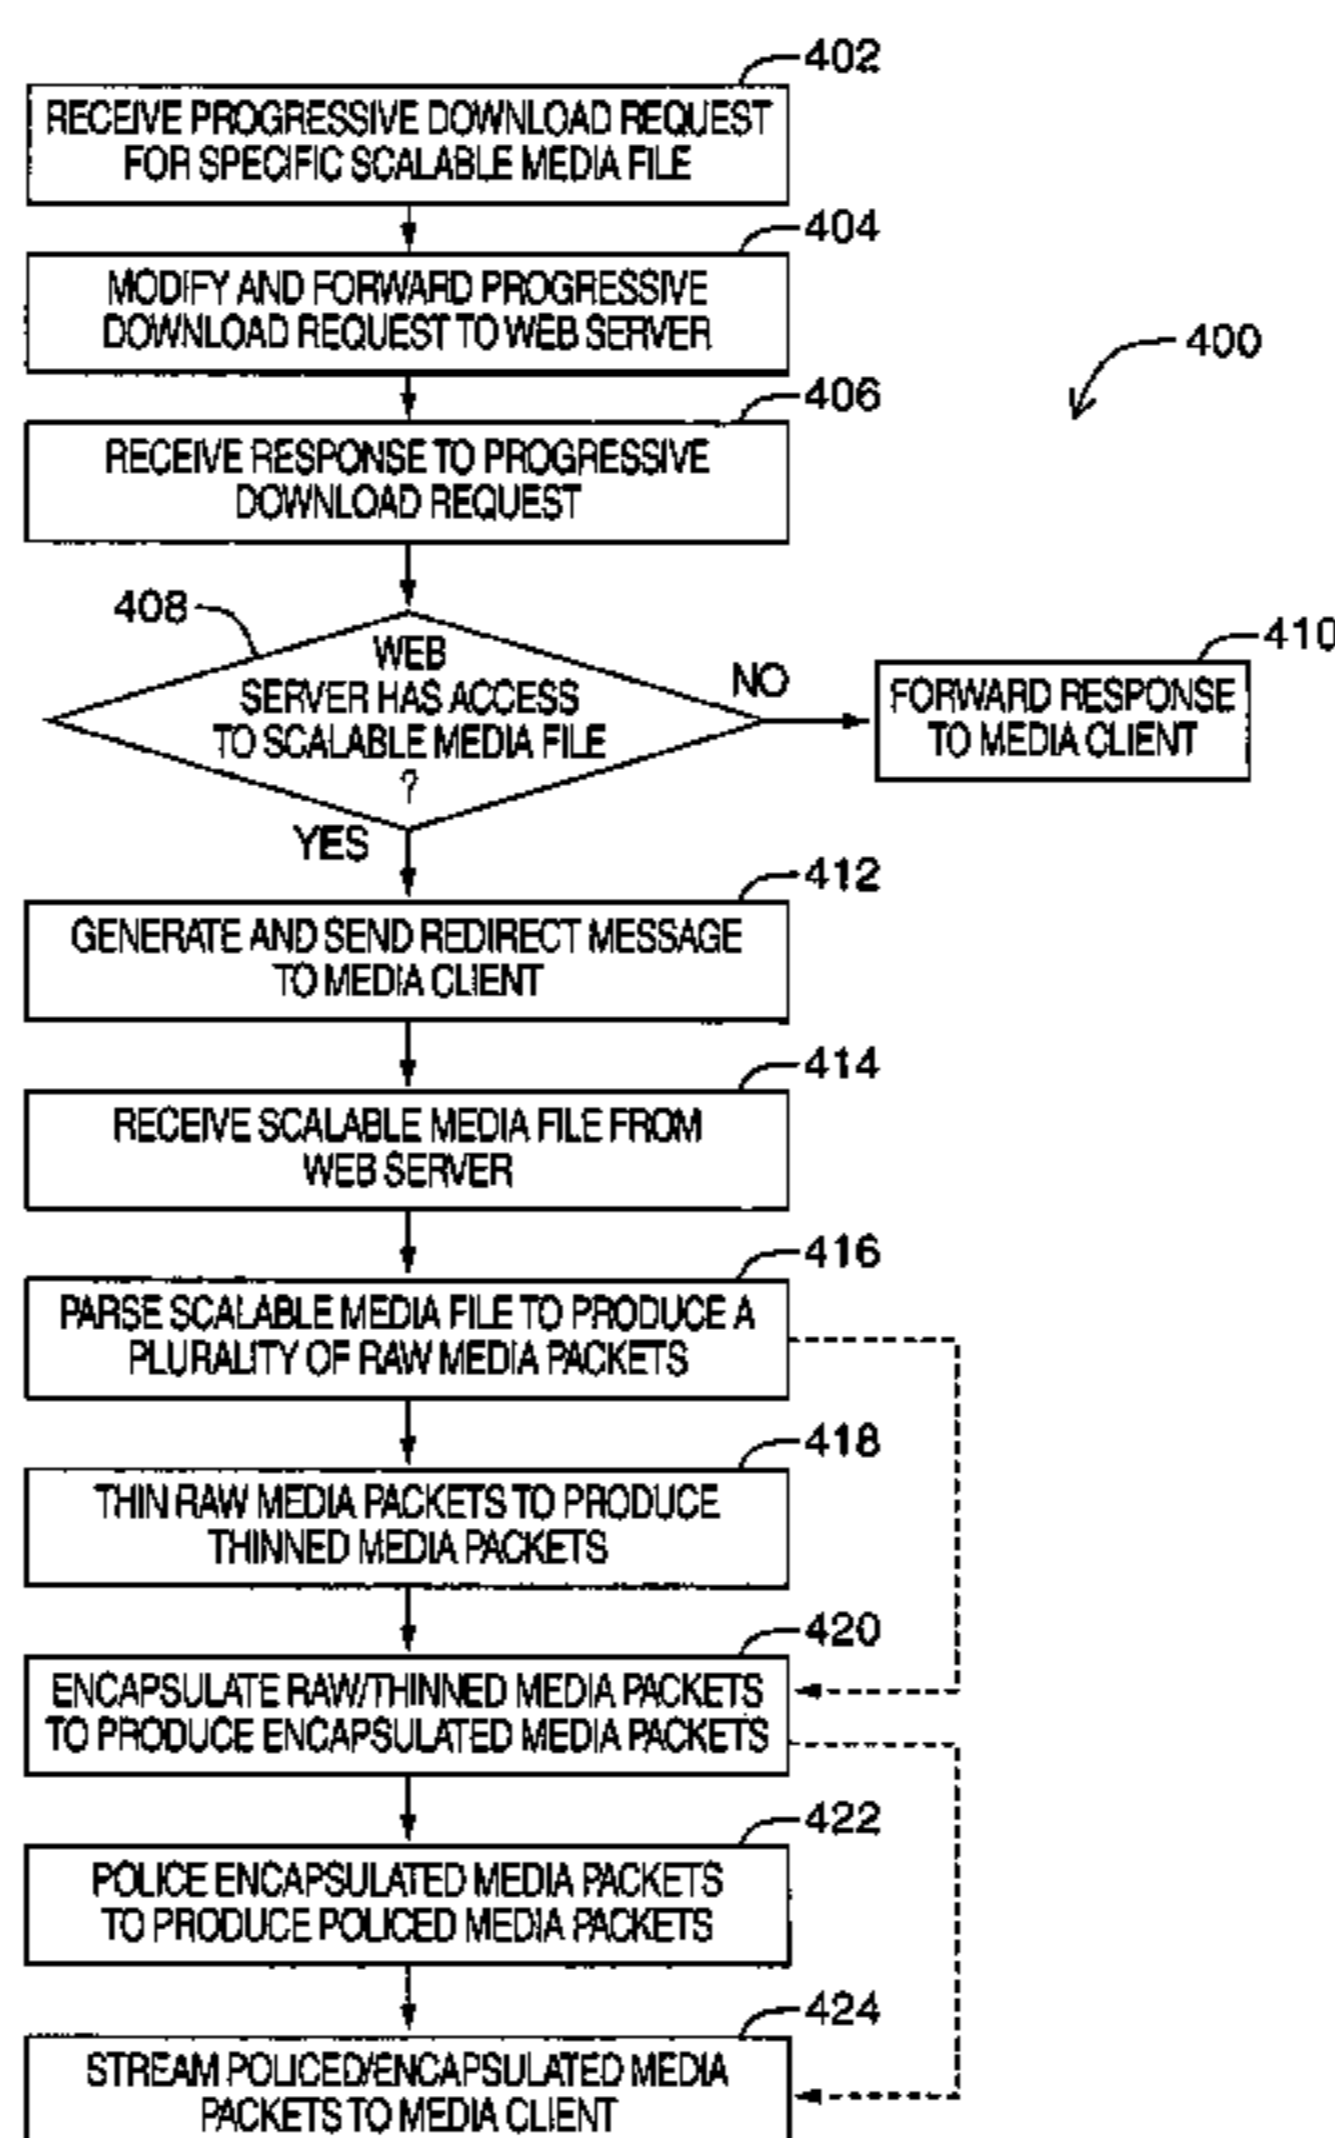 402
RECEIVE PROGRESSIVE DOWNLOAD REQUEST
FOR SPECIFIC SCALABLE MEDIA FILE
404
MODIFY AND FORWARD PROGRESSIVE
DOWNLOAD REQUEST TO WEB SERVER
400
406
RECEIVE RESPONSE TO PROGRESSIVE
DOWNLOAD REQUEST
408
WEB
SERVER HAS ACCESS
TO SCALABLE MEDIA FILE
?
NO
410
FORWARD RESPONSE
TO MEDIA CLIENT
YES
412
GENERATE AND SEND REDIRECT MESSAGE
TO MEDIA CLIENT
414
RECEIVE SCALABLE MEDIA FILE FROM
WEB SERVER
416
PARSE SCALABLE MEDIA FILE TO PRODUCE A
PLURALITY OF RAW MEDIA PACKETS
418
THIN RAW MEDIA PACKETS TO PRODUCE
THINNED MEDIA PACKETS
420
ENCAPSULATE RAW/THINNED MEDIA PACKETS
TO PRODUCE ENCAPSULATED MEDIA PACKETS
422
POLICE ENCAPSULATED MEDIA PACKETS
TO PRODUCE POLICED MEDIA PACKETS
424
STREAM POLICED/ENCAPSULATED MEDIA
PACKETS TO MEDIA CLIENT